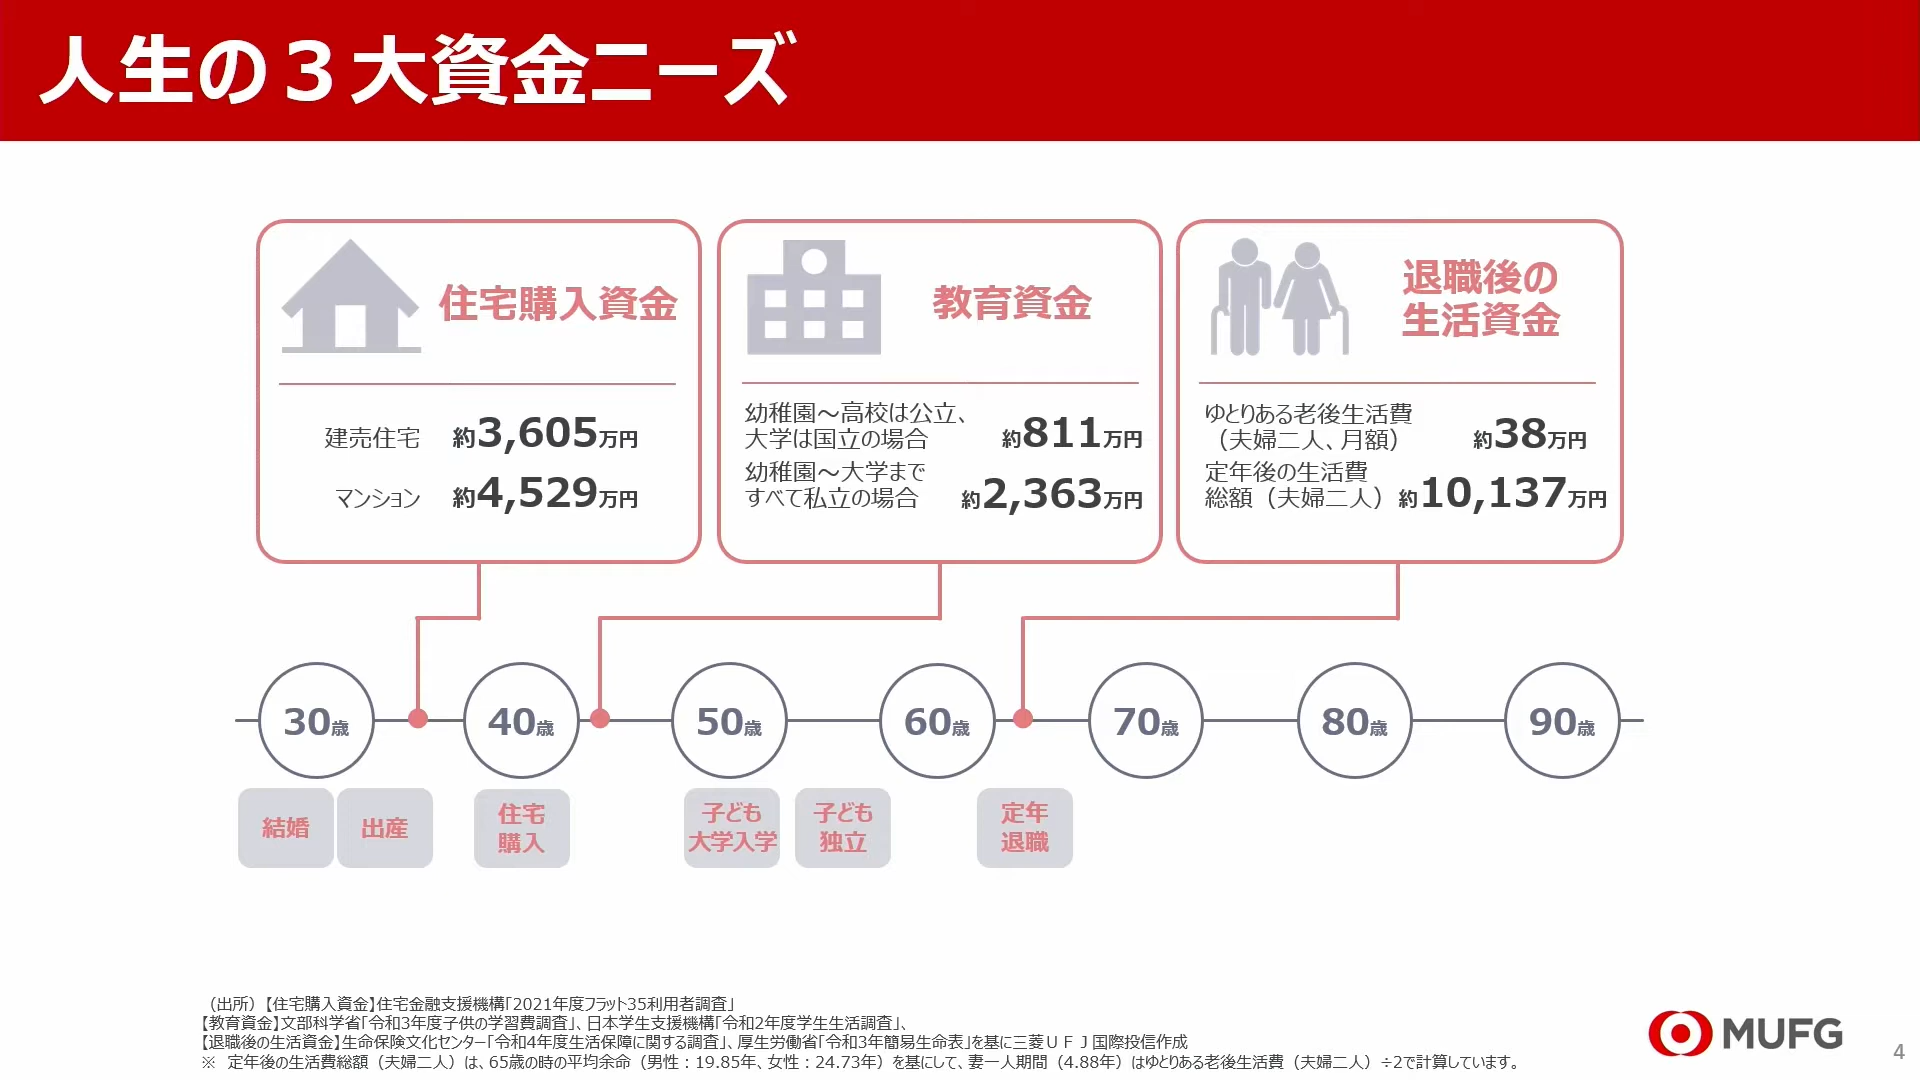 人生の３大資金ニーズ
住宅購入資金
建売住宅 約3,605万円
マンション 約4,529万円
教育資金
幼稚園～高校は公立、
大学は国立の場合 約811万円
幼稚園～大学まで
すべて私立の場合 約2,363万円
退職後の
生活資金
ゆとりある老後生活費
（夫婦二人、月額） 約38万円
定年後の生活費
総額（夫婦二人） 約10,137万円
30歳 40歳 50歳 60歳 70歳 80歳 90歳
結婚
出産
住宅
購入
子ども
大学入学
子ども
独立
定年
退職
（出所）【住宅購入資金】住宅金融支援機構「2021年度フラット35利用者調査」
【教育資金】文部科学省「令和3年度子供の学習費調査」、日本学生支援機構「令和2年度学生生活調査」、
【退職後の生活資金】生命保険文化センター「令和4年度生活保障に関する調査」、厚生労働省「令和3年簡易生命表」を基に三菱ＵＦＪ国際投信作成
※　定年後の生活費総額（夫婦二人）は、65歳の時の平均余命（男性：19.85年、女性：24.73年）を基にして、妻一人期間（4.88年）はゆとりある老後生活費（夫婦二人）÷2で計算しています。
MUFG
4